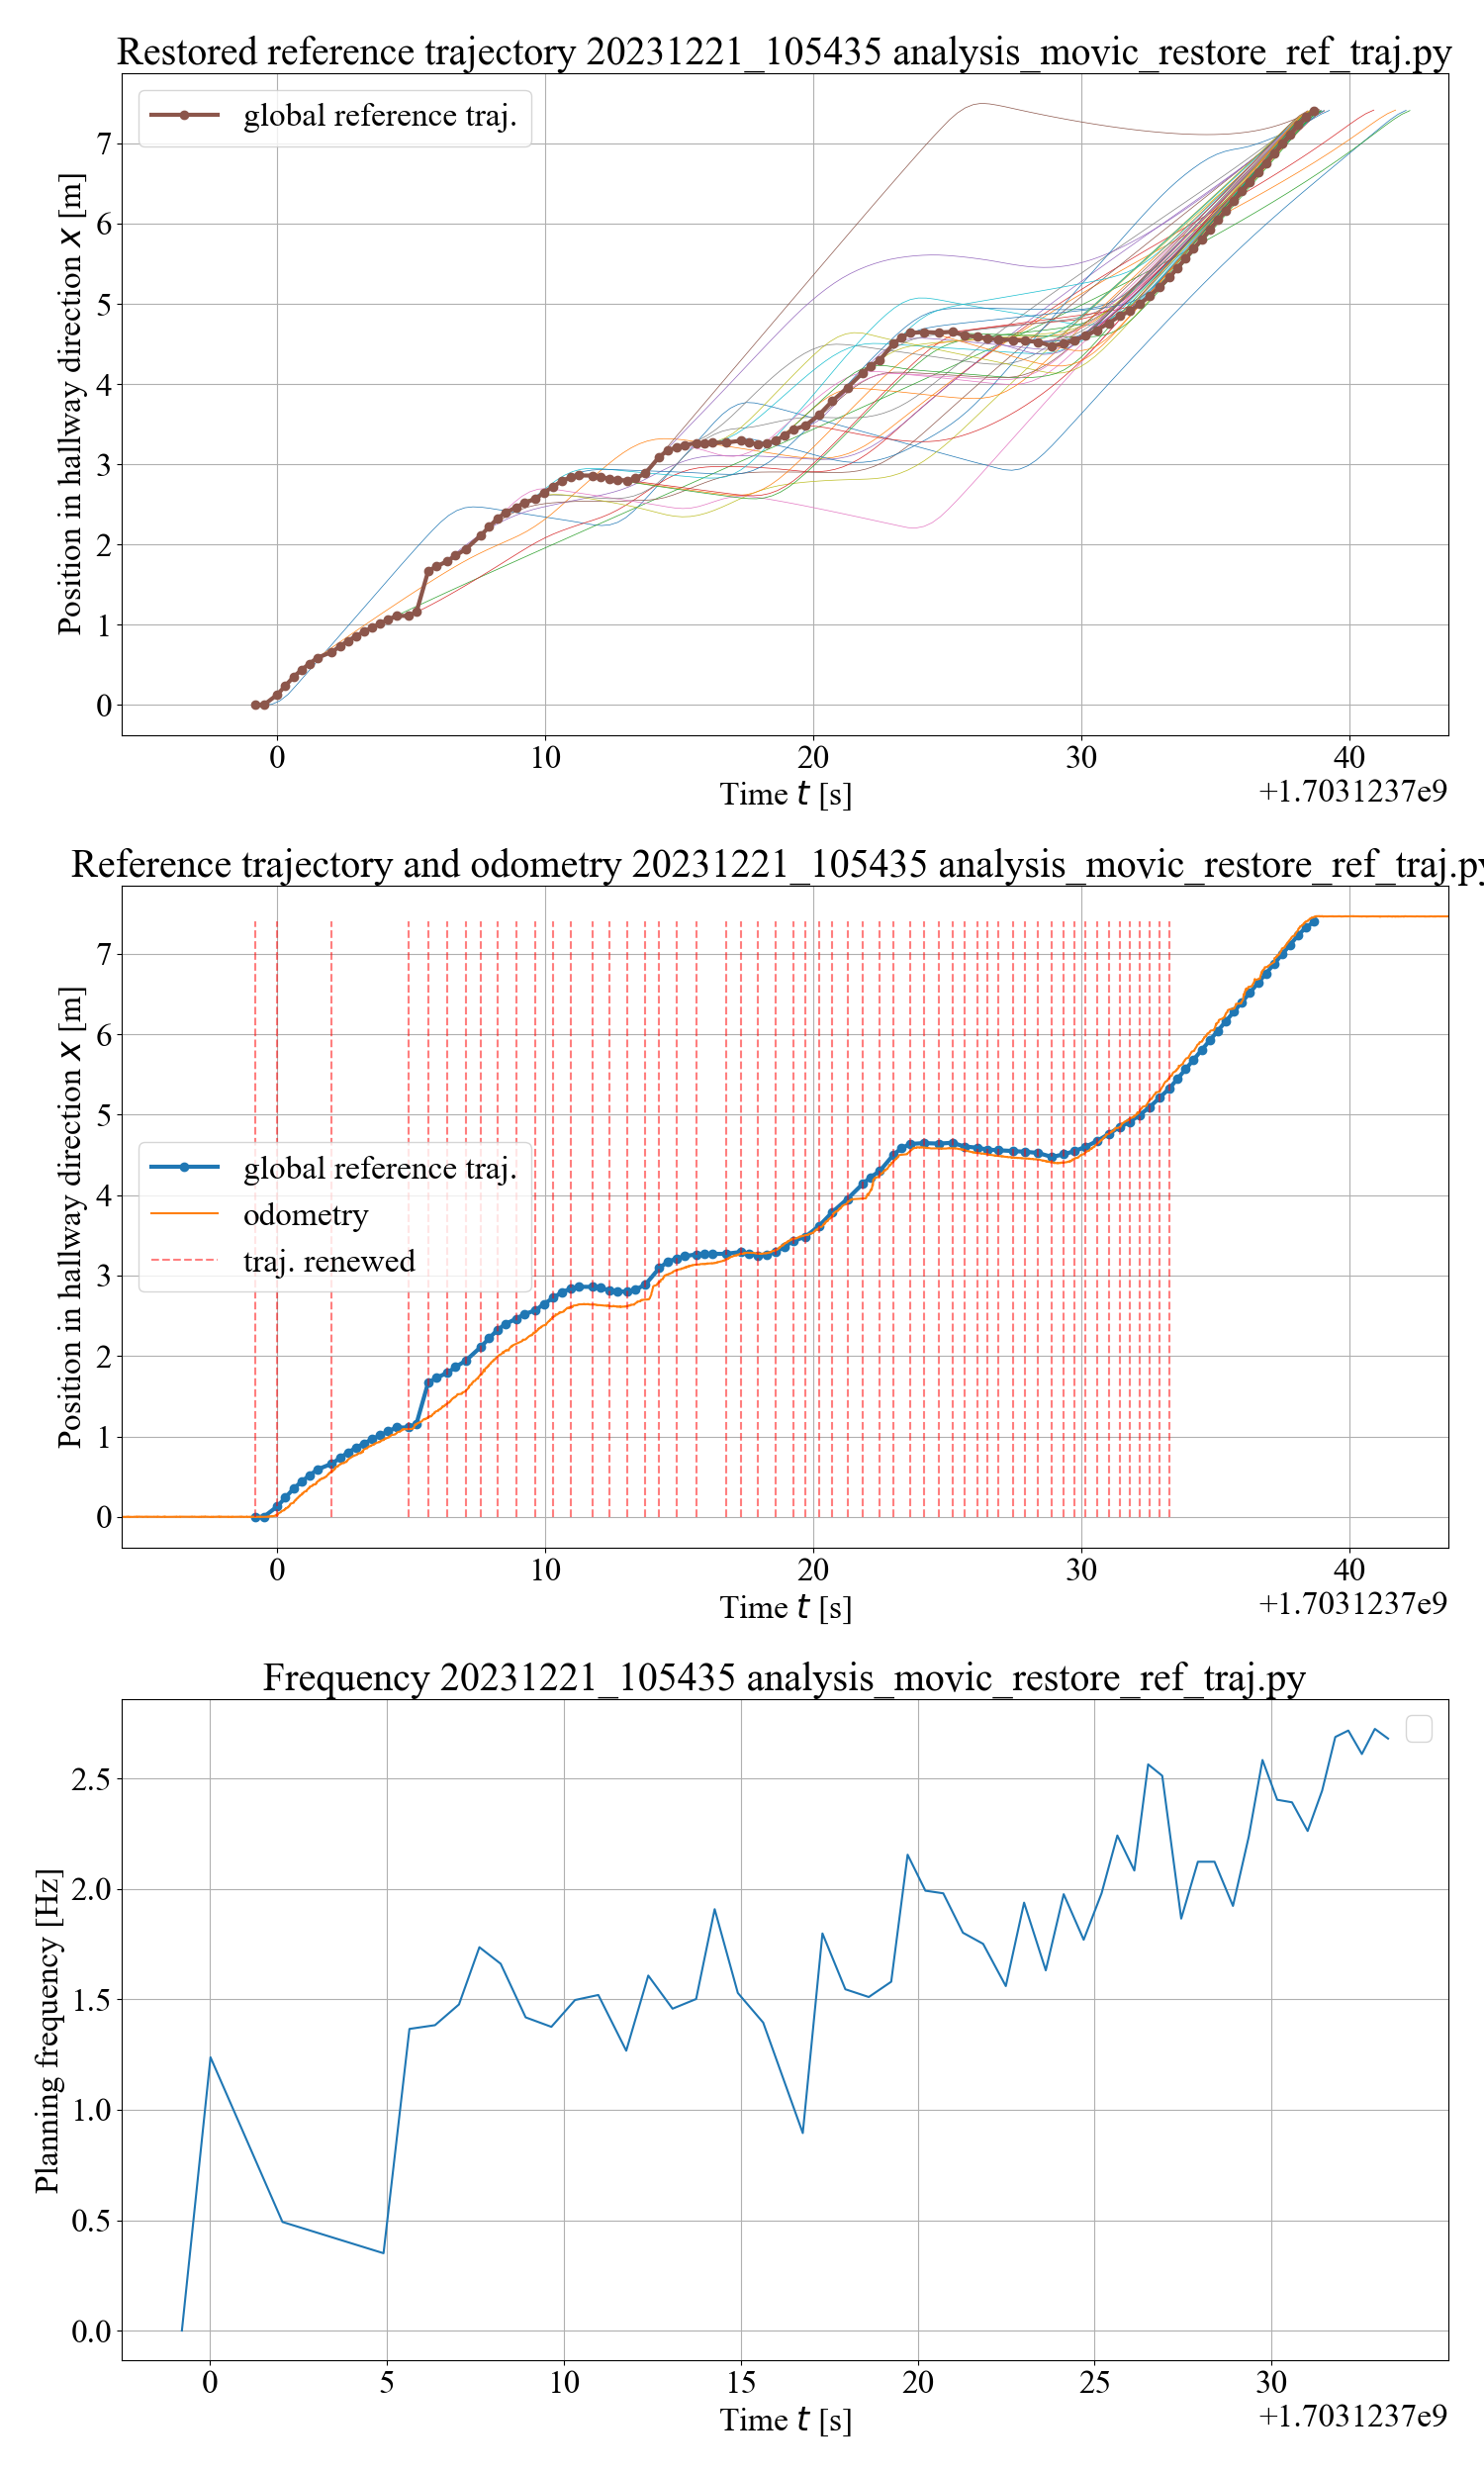 Restored reference trajectory 20231221_105435 analysis_movic_restore_ref_traj.py
global reference traj.
7
6
5
4
3
2
1
0
Position in hallway direction x [m]
0 10 20 30 40
Time t [s]
+1.7031237e9
Reference trajectory and odometry 20231221_105435 analysis_movic_restore_ref_traj.py
7
6
5
4
3
2
1
0
Position in hallway direction x [m]
global reference traj.
odometry
traj. renewed
0 10 20 30 40
Time t [s]
+1.7031237e9
Frequency 20231221_105435 analysis_movic_restore_ref_traj.py
2.5
2.0
1.5
1.0
0.5
0.0
Planning frequency [Hz]
0 5 10 15 20 25 30
Time t [s]
+1.7031237e9